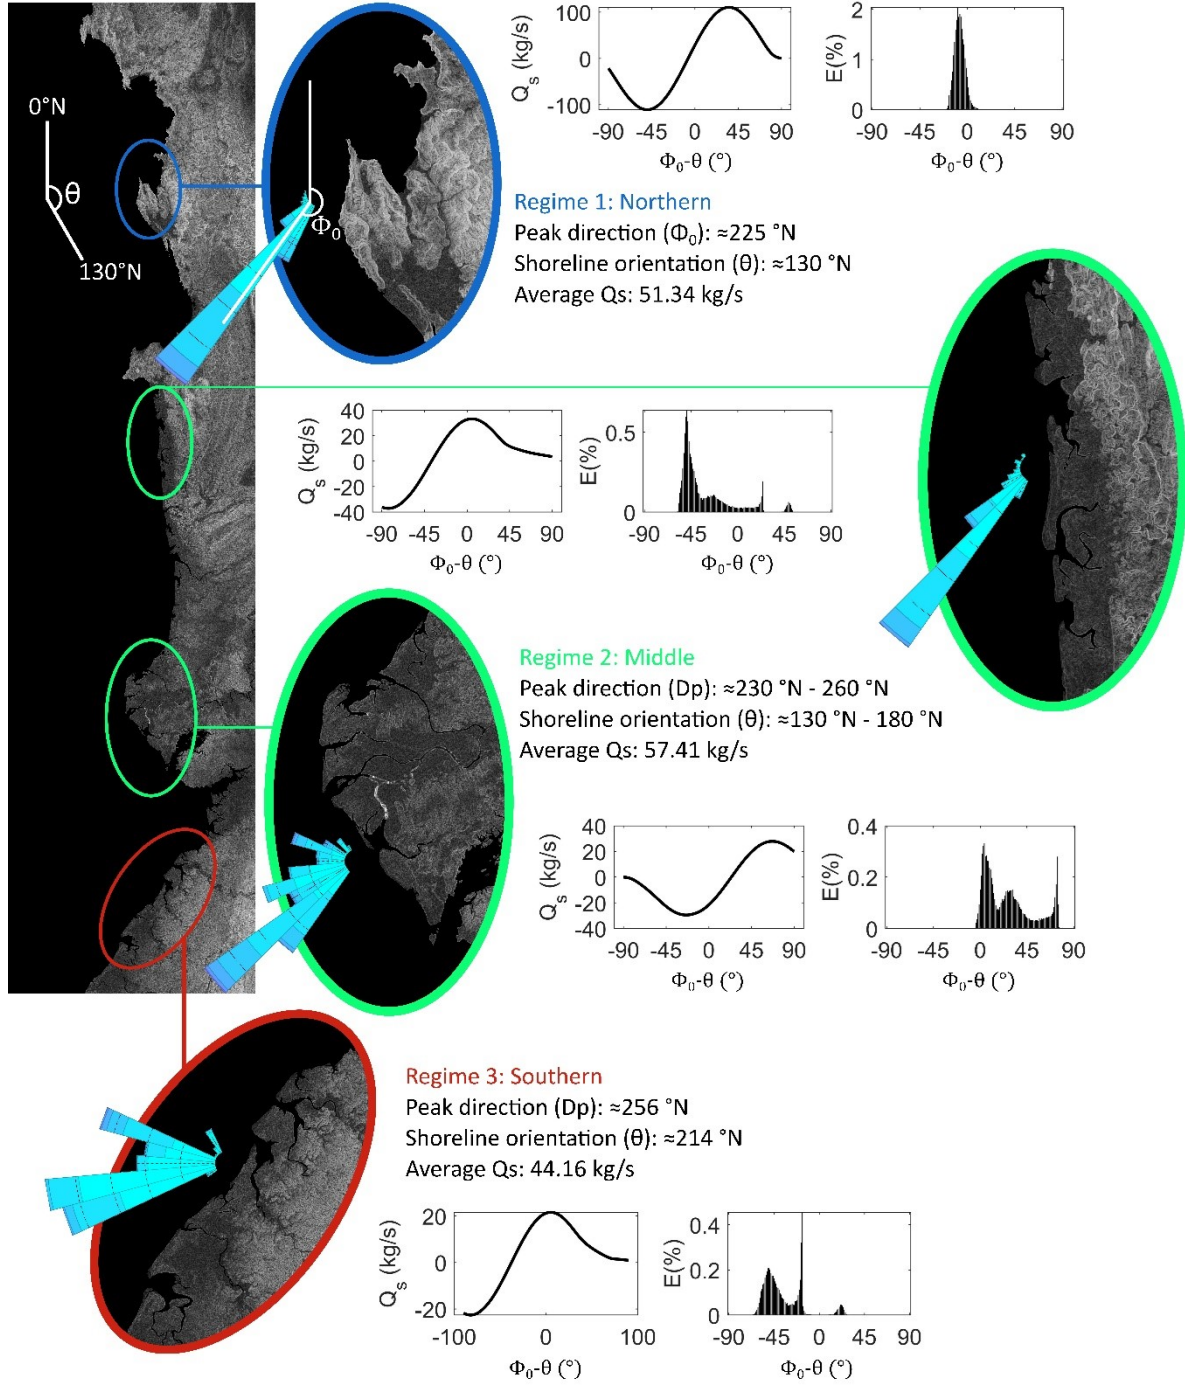 0°N
θ
130°N
Φ₀
Q_s (kg/s)
100
0
-100
-90 -45 0 45 90
Φ₀-θ (°)
E(%)
2
1
0
-90 -45 0 45 90
Φ₀-θ (°)
Regime 1: Northern
Peak direction (Φ₀): ≈225 °N
Shoreline orientation (θ): ≈130 °N
Average Qs: 51.34 kg/s
Q_s (kg/s)
40
20
0
-20
-40
-90 -45 0 45 90
Φ₀-θ (°)
E(%)
0.5
0
-90 -45 0 45 90
Φ₀-θ (°)
Regime 2: Middle
Peak direction (Dp): ≈230 °N - 260 °N
Shoreline orientation (θ): ≈130 °N - 180 °N
Average Qs: 57.41 kg/s
Q_s (kg/s)
40
20
0
-20
-40
-90 -45 0 45 90
Φ₀-θ (°)
E(%)
0.4
0.2
0
-90 -45 0 45 90
Φ₀-θ (°)
Regime 3: Southern
Peak direction (Dp): ≈256 °N
Shoreline orientation (θ): ≈214 °N
Average Qs: 44.16 kg/s
Q_s (kg/s)
20
0
-20
-100 0 100
Φ₀-θ (°)
E(%)
0.4
0.2
0
-90 -45 0 45 90
Φ₀-θ (°)